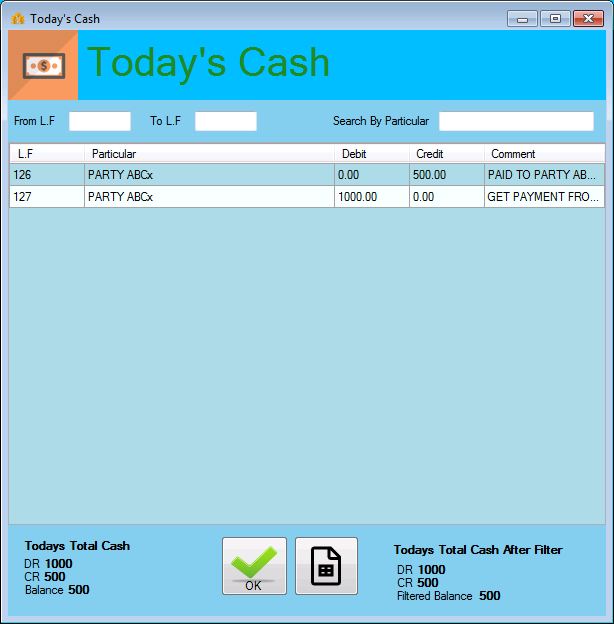 Today's Cash
Today's Cash
From L.F To L.F Search By Particular
L.F Particular Debit Credit Comment
126 PARTY ABCx 0.00 500.00 PAID TO PARTY AB...
127 PARTY ABCx 1000.00 0.00 GET PAYMENT FRO...
Todays Total Cash
DR 1000
CR 500
Balance 500
OK
Todays Total Cash After Filter
DR 1000
CR 500
Filtered Balance 500